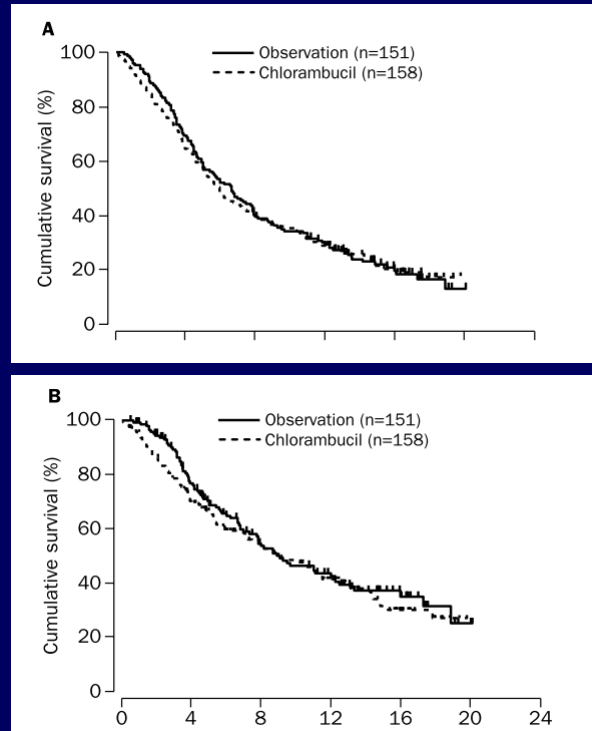 A
Observation (n=151)
Chlorambucil (n=158)
Cumulative survival (%)
100
80
60
40
20
0
B
Observation (n=151)
Chlorambucil (n=158)
Cumulative survival (%)
100
80
60
40
20
0
0 4 8 12 16 20 24